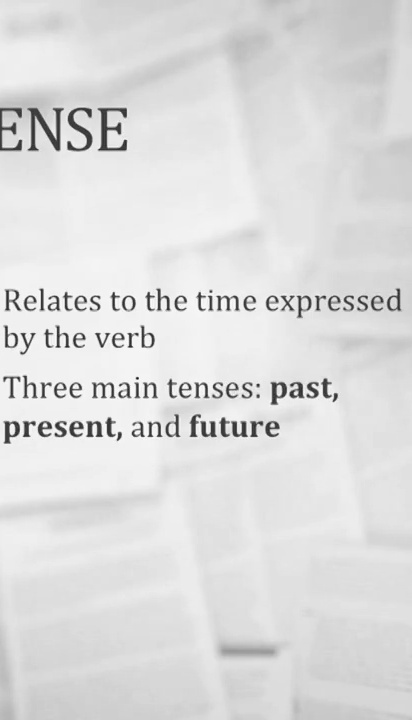 ENSE
Relates to the time expressed
by the verb
Three main tenses: past,
present, and future